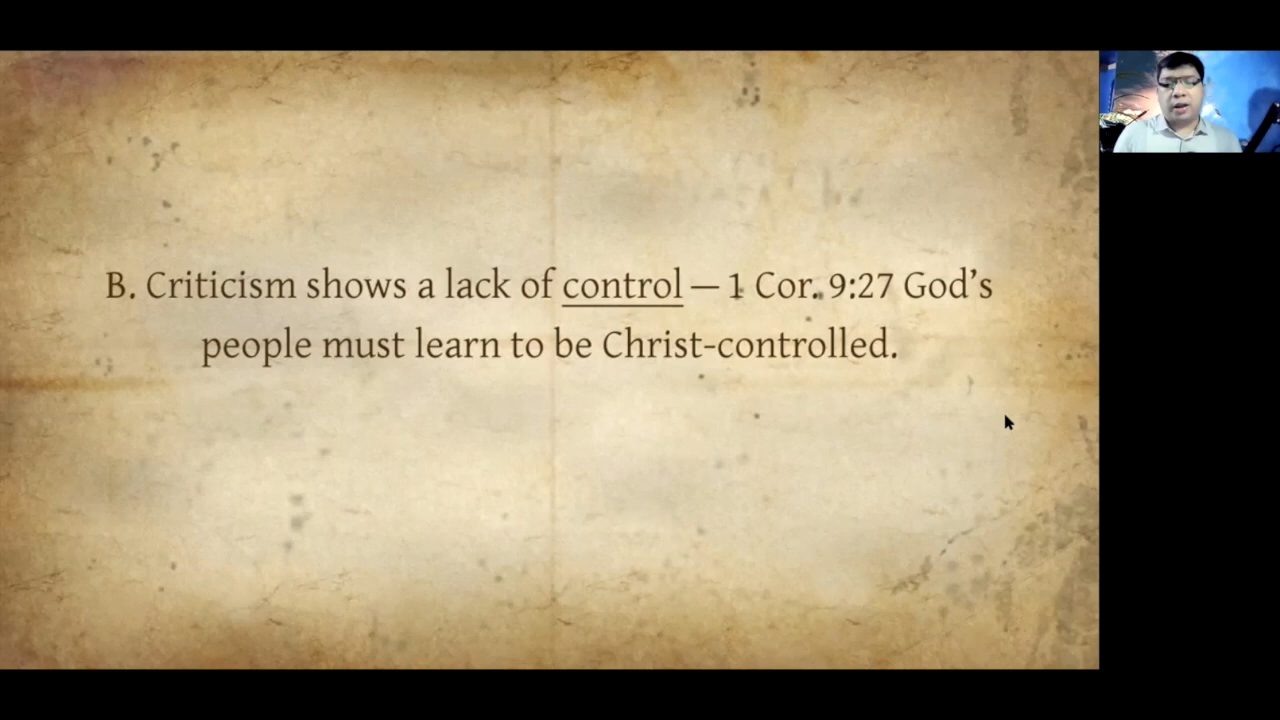 B. Criticism shows a lack of control — 1 Cor. 9:27 God’s
people must learn to be Christ-controlled.